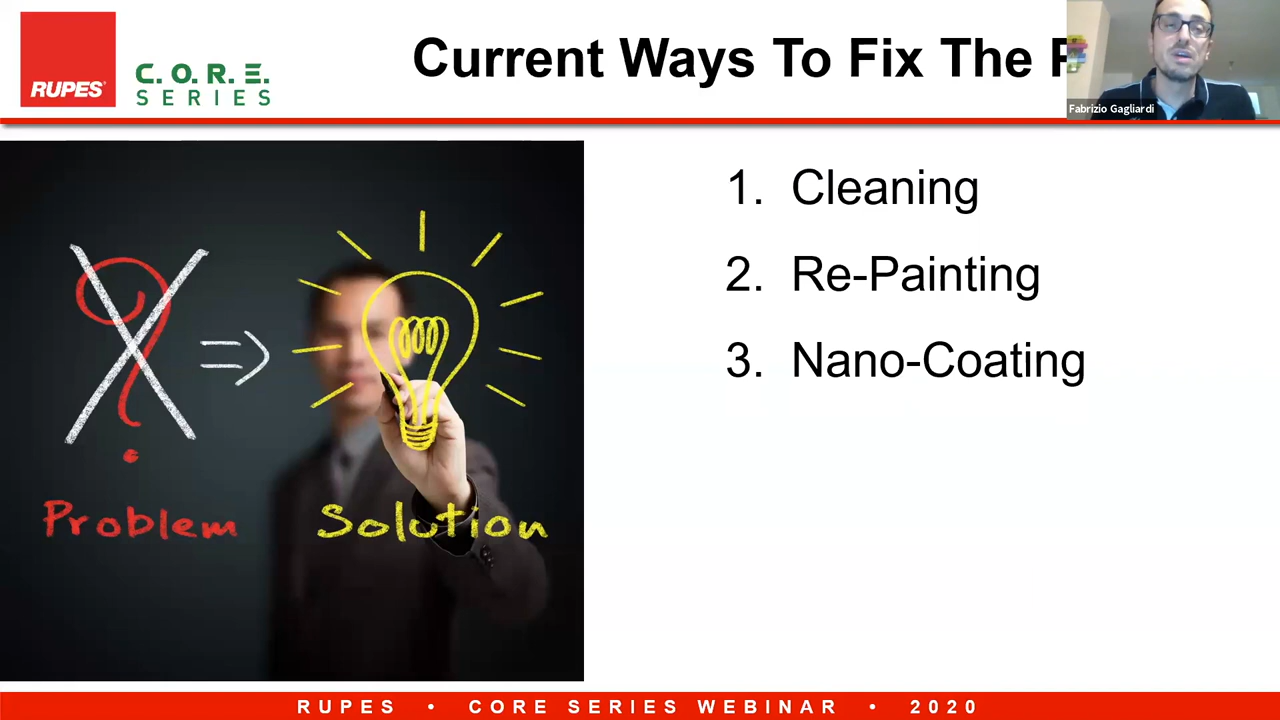 RUPES
C.O.R.E.
SERIES
Current Ways To Fix The
Fabrizio Gagliardi
1. Cleaning
2. Re-Painting
3. Nano-Coating
Problem
Solution
RUPES • CORE SERIES WEBINAR • 2020